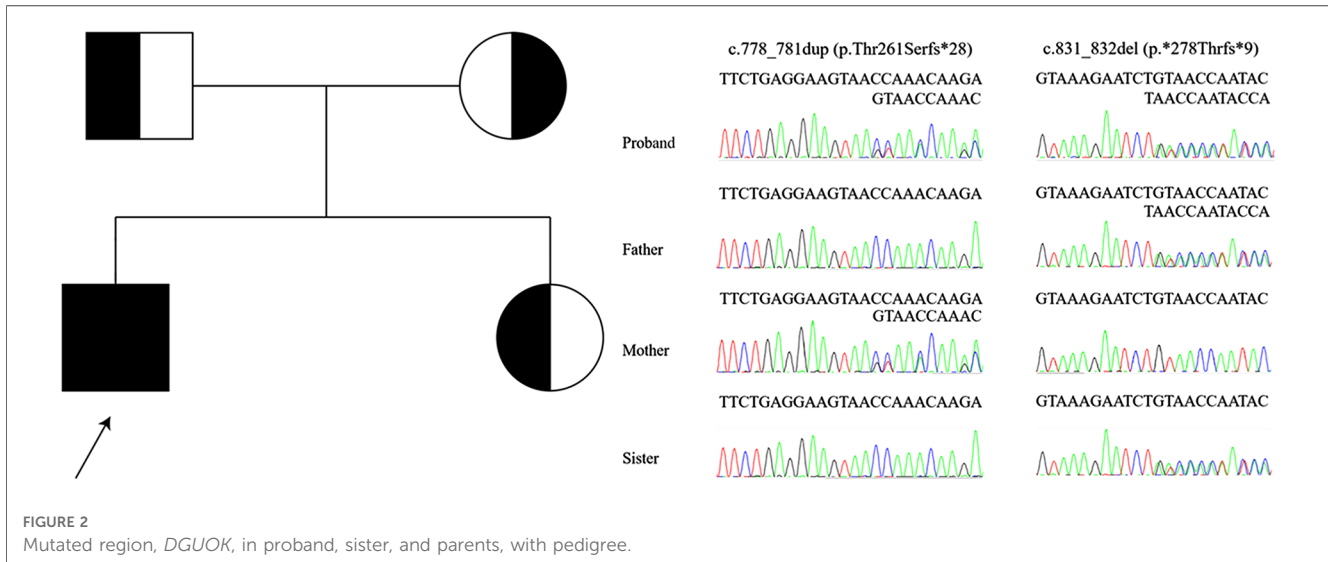 c.778_781dup (p.Thr261Serfs*28)
c.831_832del (p.*278Thrfs*9)
Proband
TTCTGAGGAAGTAACCAAACAAGA
GTAACCAAAC
GTAAAGAATCTGTAACCAATAC
TAACCAATACCA
Father
TTCTGAGGAAGTAACCAAACAAGA
GTAAAGAATCTGTAACCAATAC
TAACCAATACCA
Mother
TTCTGAGGAAGTAACCAAACAAGA
GTAACCAAAC
GTAAAGAATCTGTAACCAATAC
Sister
TTCTGAGGAAGTAACCAAACAAGA
GTAAAGAATCTGTAACCAATAC
FIGURE 2
Mutated region, DGUOK, in proband, sister, and parents, with pedigree.